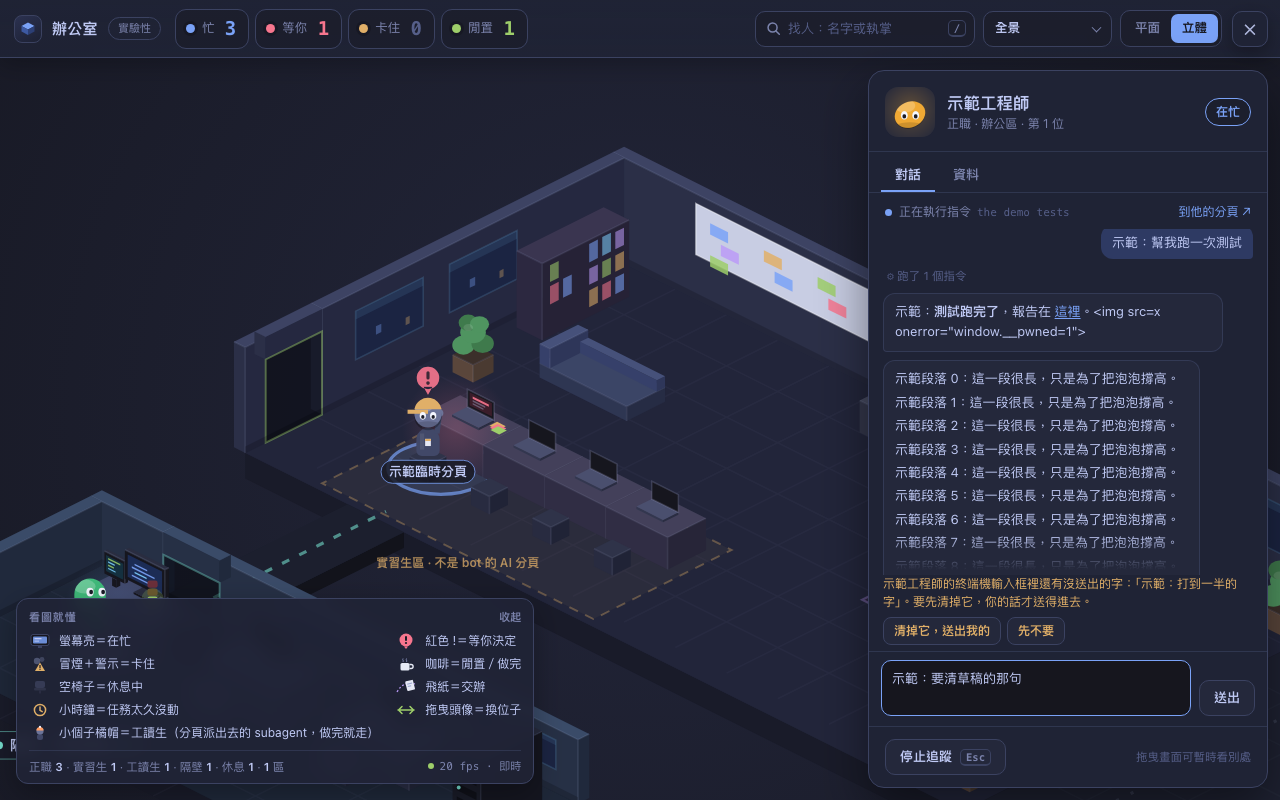 辦公室 實驗性 忙 3 等你 1 卡住 0 閒置 1 找人：名字或執掌 / 全景 平面 立體
示範工程師
正職 · 辦公區 · 第 1 位
在忙
對話 資料
正在執行指令 the demo tests 到他的分頁 ↗
示範：幫我跑一次測試
跑了 1 個指令
示範：測試跑完了，報告在 這裡。<img src=x
onerror="window.__pwned=1">
示範段落 0：這一段很長，只是為了把泡泡撐高。
示範段落 1：這一段很長，只是為了把泡泡撐高。
示範段落 2：這一段很長，只是為了把泡泡撐高。
示範段落 3：這一段很長，只是為了把泡泡撐高。
示範段落 4：這一段很長，只是為了把泡泡撐高。
示範段落 5：這一段很長，只是為了把泡泡撐高。
示範段落 6：這一段很長，只是為了把泡泡撐高。
示範段落 7：這一段很長，只是為了把泡泡撐高。
示範段落 8：這一段很長，只是為了把泡泡撐高。
示範工程師的終端機輸入框裡還有沒送出的字：「示範：打到一半的
字」。要先清掉它，你的話才送得進去。
清掉它，送出我的 先不要
示範：要清草稿的那句
送出
停止追蹤 Esc 拖曳畫面可暫時看別處
示範臨時分頁
實習生區 · 不是 bot 的 AI 分頁
看圖就懂 收起
螢幕亮＝在忙 紅色 !＝等你決定
冒煙＋警示＝卡住 咖啡＝閒置 / 做完
空椅子＝休息中 飛紙＝交辦
小時鐘＝任務太久沒動 拖曳頭像＝換位子
小個子橘帽＝工讀生（分頁派出去的 subagent，做完就走）
正職 3 · 實習生 1 · 工讀生 1 · 隔壁 1 · 休息 1 · 1 區 20 fps · 即時